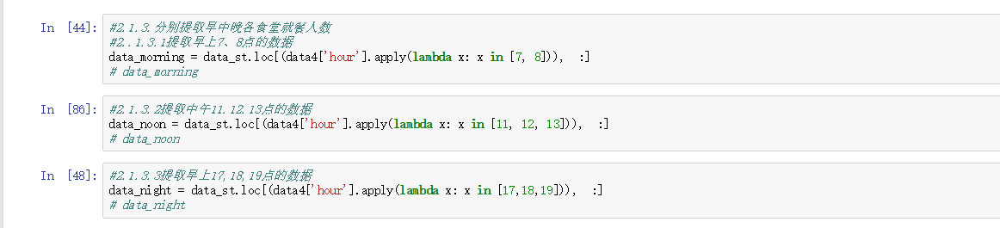 In [44]: #2.1.3.分别提取早中晚各食堂就餐人数
#2..1.3.1提取早上7、8点的数据
data_morning = data_st.loc[(data4['hour'].apply(lambda x: x in [7, 8])), :]
# data_morning
In [86]: #2.1.3.2提取中午11.12.13点的数据
data_noon = data_st.loc[(data4['hour'].apply(lambda x: x in [11, 12, 13])), :]
# data_noon
In [48]: #2.1.3.3提取早上17,18,19点的数据
data_night = data_st.loc[(data4['hour'].apply(lambda x: x in [17,18,19])), :]
# data_night